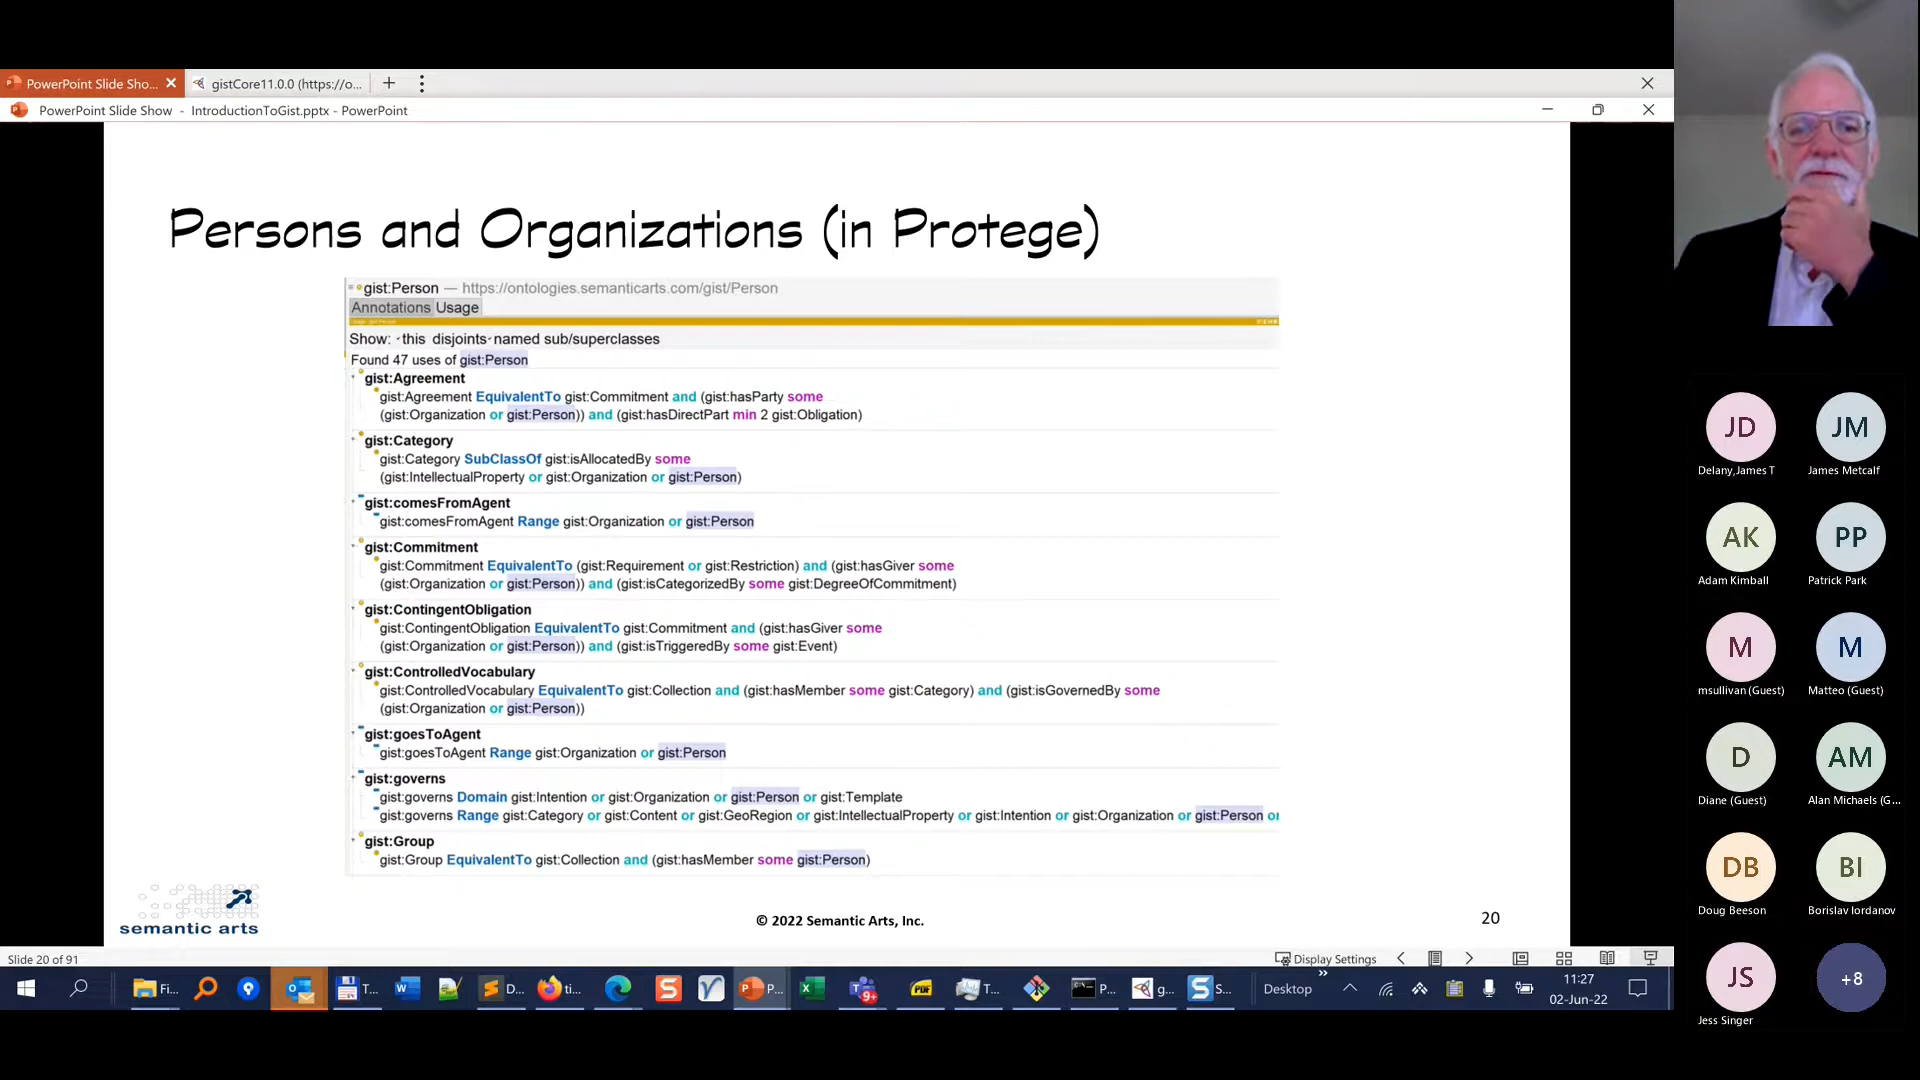 PowerPoint Slide Sho...
gistCore11.0.0 (https://o...
PowerPoint Slide Show - IntroductionToGist.pptx - PowerPoint
Persons and Organizations (in Protege)
gist:Person — https://ontologies.semanticarts.com/gist/Person
Annotations Usage
Show: this disjoints named sub/superclasses
Found 47 uses of gist:Person
gist:Agreement
gist:Agreement EquivalentTo gist:Commitment and (gist:hasParty some
(gist:Organization or gist:Person)) and (gist:hasDirectPart min 2 gist:Obligation)
gist:Category
gist:Category SubClassOf gist:isAllocatedBy some
(gist:IntellectualProperty or gist:Organization or gist:Person)
gist:comesFromAgent
gist:comesFromAgent Range gist:Organization or gist:Person
gist:Commitment
gist:Commitment EquivalentTo (gist:Requirement or gist:Restriction) and (gist:hasGiver some
(gist:Organization or gist:Person)) and (gist:isCategorizedBy some gist:DegreeOfCommitment)
gist:ContingentObligation
gist:ContingentObligation EquivalentTo gist:Commitment and (gist:hasGiver some
(gist:Organization or gist:Person)) and (gist:isTriggeredBy some gist:Event)
gist:ControlledVocabulary
gist:ControlledVocabulary EquivalentTo gist:Collection and (gist:hasMember some gist:Category) and (gist:isGovernedBy some
(gist:Organization or gist:Person))
gist:goesToAgent
gist:goesToAgent Range gist:Organization or gist:Person
gist:governs
gist:governs Domain gist:Intention or gist:Organization or gist:Person or gist:Template
gist:governs Range gist:Category or gist:Content or gist:GeoRegion or gist:IntellectualProperty or gist:Intention or gist:Organization or gist:Person or
gist:Group
gist:Group EquivalentTo gist:Collection and (gist:hasMember some gist:Person)
semantic arts
© 2022 Semantic Arts, Inc.
20
Slide 20 of 91
Display Settings
Fi...
T...
D...
ti...
P...
9+
PDF
T...
P...
g...
S...
Desktop
11:27
02-Jun-22
JD
JM
Delany,James T
James Metcalf
AK
PP
Adam Kimball
Patrick Park
M
M
msullivan (Guest)
Matteo (Guest)
D
AM
Diane (Guest)
Alan Michaels (G...
DB
BI
Doug Beeson
Borislav Iordanov
JS
+8
Jess Singer